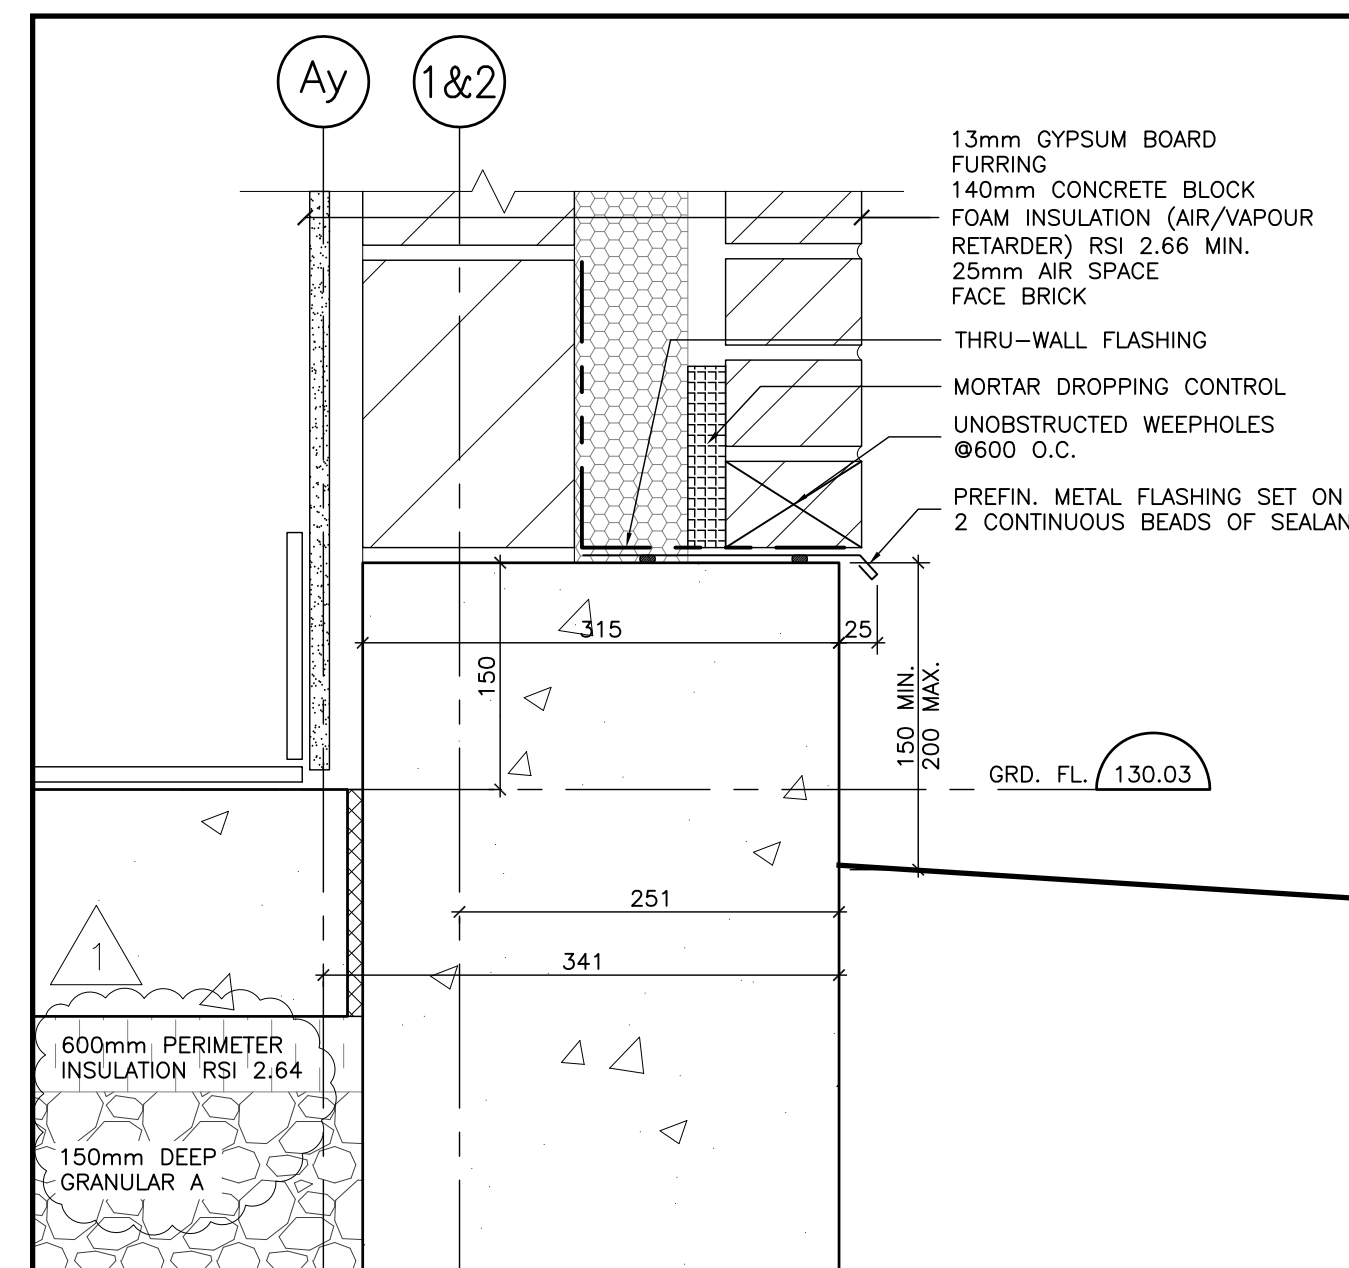 Ay
1&2
13mm GYPSUM BOARD
FURRING
140mm CONCRETE BLOCK
FOAM INSULATION (AIR/VAPOUR
RETARDER) RSI 2.66 MIN.
25mm AIR SPACE
FACE BRICK
THRU-WALL FLASHING
MORTAR DROPPING CONTROL
UNOBSTRUCTED WEEPHOLES
@600 O.C.
PREFIN. METAL FLASHING SET ON
2 CONTINUOUS BEADS OF SEALAN
315
25
150
150 MIN.
200 MAX.
GRD. FL.
130.03
251
341
1
600mm PERIMETER
INSULATION RSI 2.64
150mm DEEP
GRANULAR A